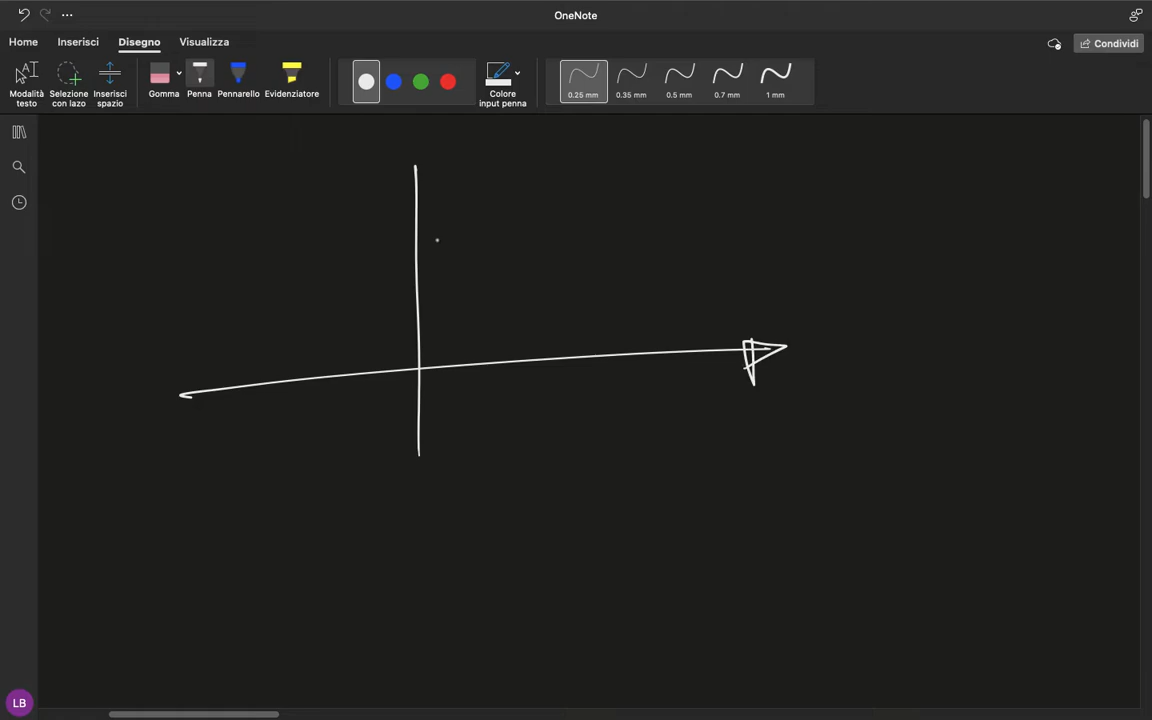 OneNote
Home Inserisci Disegno Visualizza
Condividi
Modalità testo
Selezione con lazo
Inserisci spazio
Gomma
Penna
Pennarello
Evidenziatore
Colore input penna
0.25 mm
0.35 mm
0.5 mm
0.7 mm
1 mm
LB